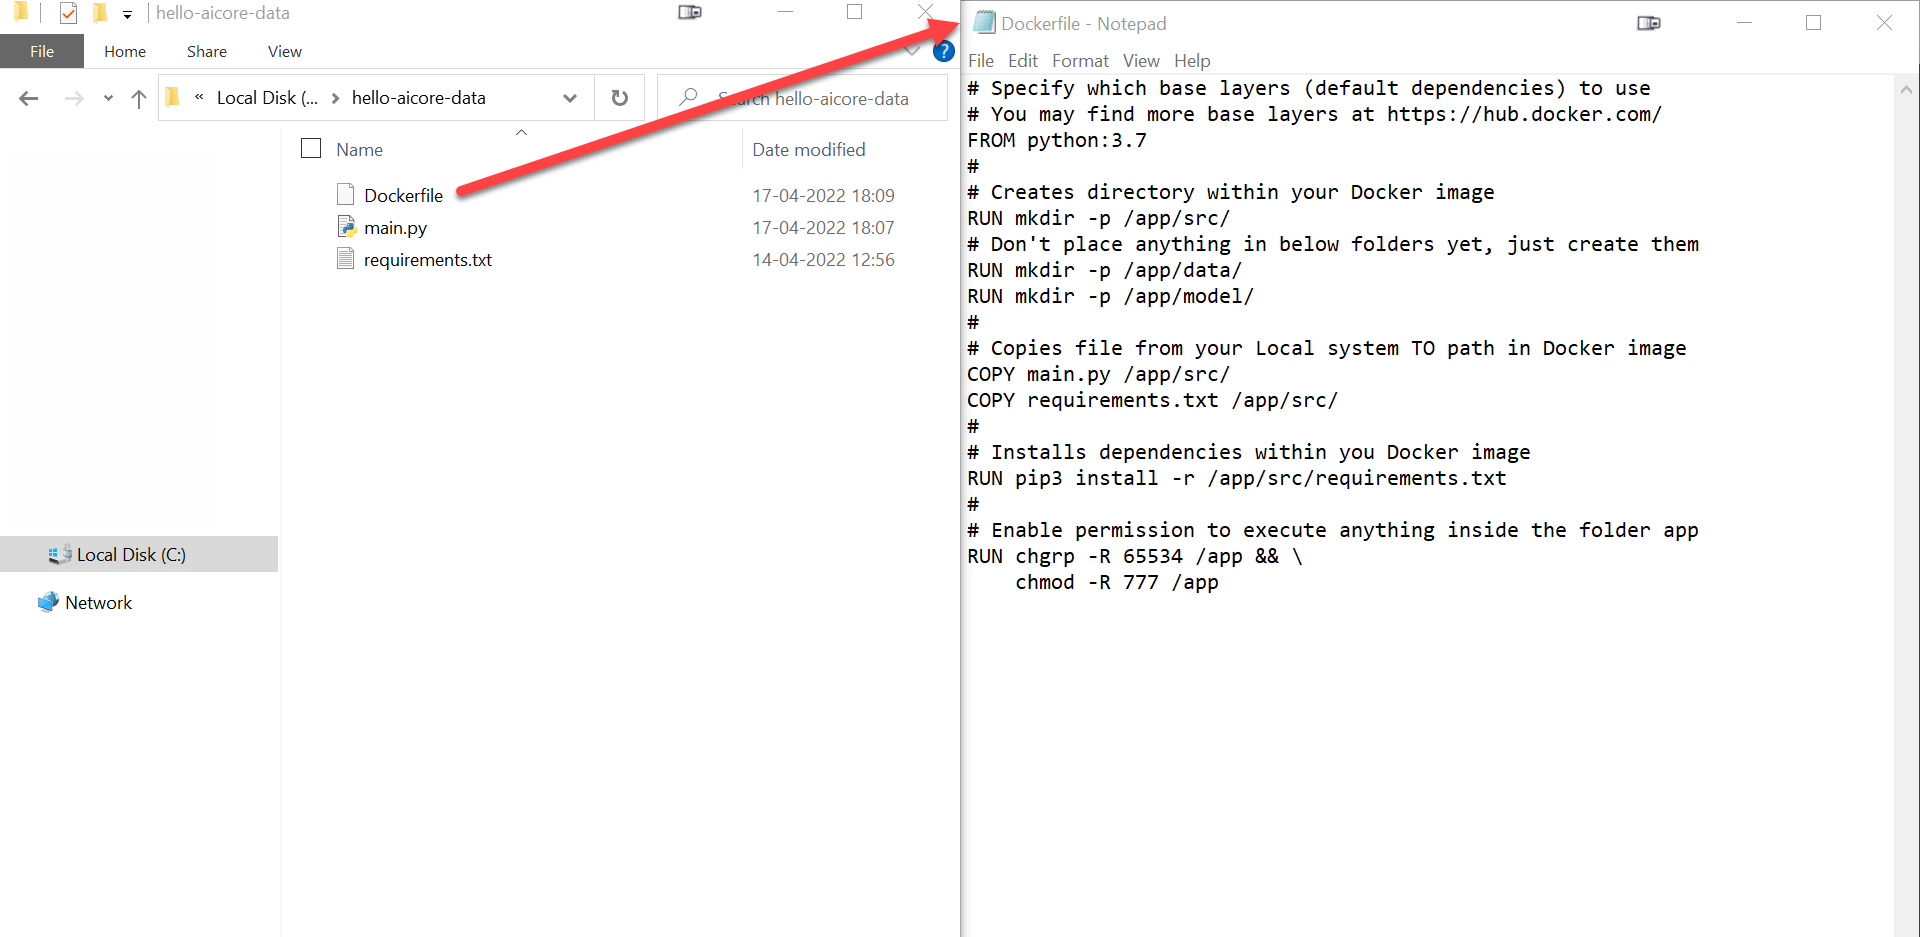 hello-aicore-data
File Home Share View
« Local Disk (... > hello-aicore-data
Search hello-aicore-data
Name Date modified
Dockerfile 17-04-2022 18:09
main.py 17-04-2022 18:07
requirements.txt 14-04-2022 12:56
Local Disk (C:)
Network
Dockerfile - Notepad
File Edit Format View Help
# Specify which base layers (default dependencies) to use
# You may find more base layers at https://hub.docker.com/
FROM python:3.7
#
# Creates directory within your Docker image
RUN mkdir -p /app/src/
# Don't place anything in below folders yet, just create them
RUN mkdir -p /app/data/
RUN mkdir -p /app/model/
#
# Copies file from your Local system TO path in Docker image
COPY main.py /app/src/
COPY requirements.txt /app/src/
#
# Installs dependencies within you Docker image
RUN pip3 install -r /app/src/requirements.txt
#
# Enable permission to execute anything inside the folder app
RUN chgrp -R 65534 /app && \
    chmod -R 777 /app